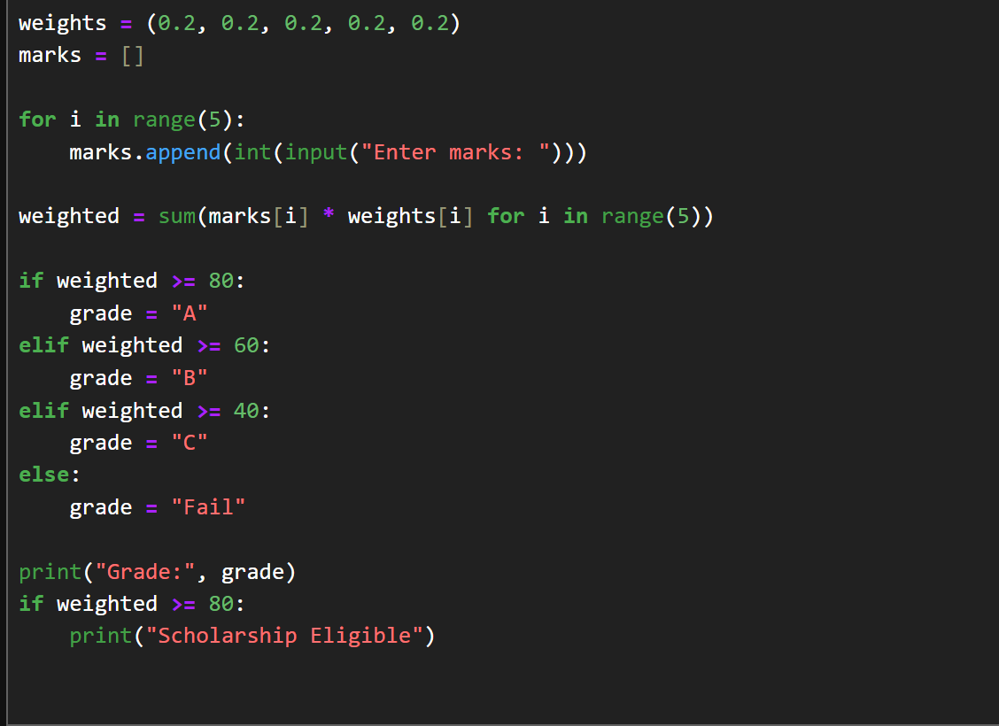 weights = (0.2, 0.2, 0.2, 0.2, 0.2)
marks = []

for i in range(5):
    marks.append(int(input("Enter marks: ")))

weighted = sum(marks[i] * weights[i] for i in range(5))

if weighted >= 80:
    grade = "A"
elif weighted >= 60:
    grade = "B"
elif weighted >= 40:
    grade = "C"
else:
    grade = "Fail"

print("Grade:", grade)
if weighted >= 80:
    print("Scholarship Eligible")